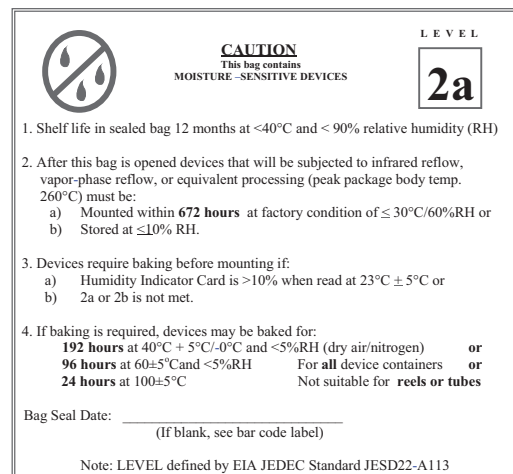 LEVEL
CAUTION
This bag contains
MOISTURE –SENSITIVE DEVICES
2a
1. Shelf life in sealed bag 12 months at <40°C and < 90% relative humidity (RH)
2. After this bag is opened devices that will be subjected to infrared reflow,
vapor-phase reflow, or equivalent processing (peak package body temp.
260°C) must be:
a) Mounted within 672 hours at factory condition of ≤ 30°C/60%RH or
b) Stored at ≤10% RH.
3. Devices require baking before mounting if:
a) Humidity Indicator Card is >10% when read at 23°C ± 5°C or
b) 2a or 2b is not met.
4. If baking is required, devices may be baked for:
192 hours at 40°C + 5°C/-0°C and <5%RH (dry air/nitrogen) or
96 hours at 60±5°Cand <5%RH For all device containers or
24 hours at 100±5°C Not suitable for reels or tubes
Bag Seal Date: ___________________________________
(If blank, see bar code label)
Note: LEVEL defined by EIA JEDEC Standard JESD22-A113